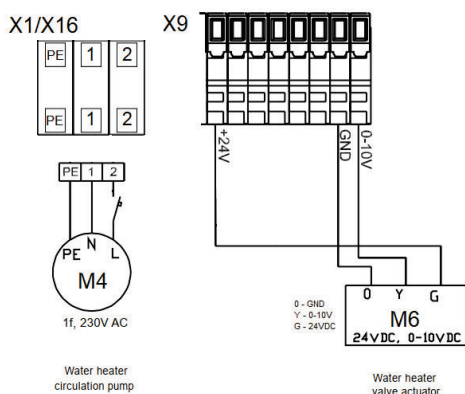 X1/X16
PE 1 2
PE 1 2
PE 1 2
PE N L
M4
1f, 230V AC
Water heater
circulation pump
X9
+24V
GND
0-10V
0 - GND
Y - 0-10V
G - 24VDC
0 Y G
M6
24VDC, 0-10VDC
Water heater
valve actuator